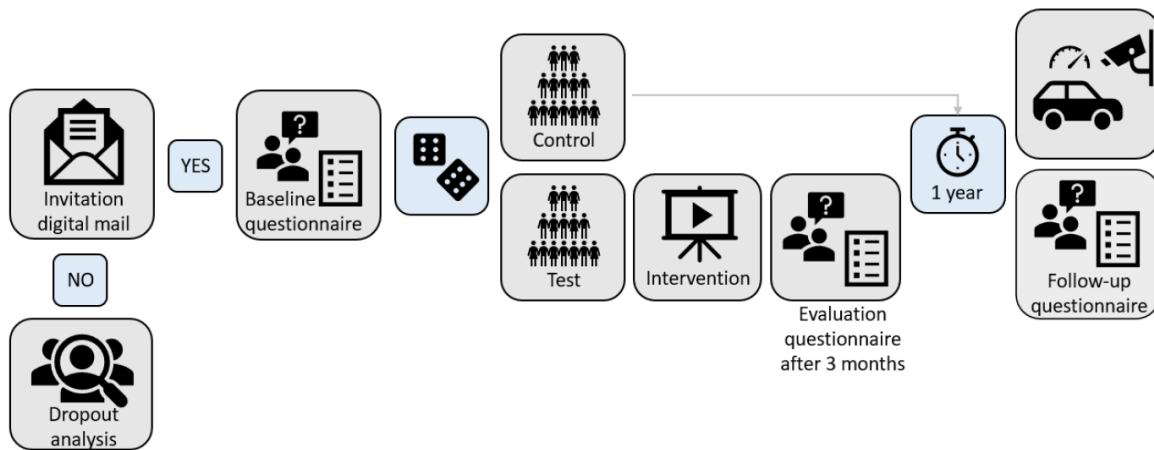 Invitation
digital mail
YES
NO
Dropout
analysis
Baseline
questionnaire
?
Control
Test
Intervention
?
Evaluation
questionnaire
after 3 months
1 year
?
Follow-up
questionnaire